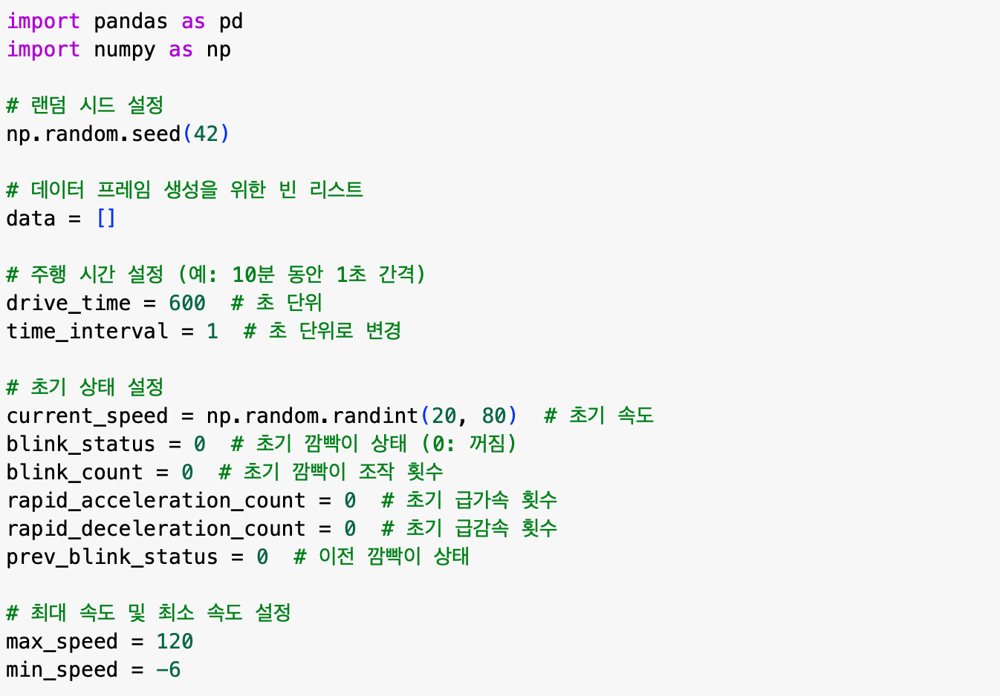 import pandas as pd
import numpy as np
# 랜덤 시드 설정
np.random.seed(42)
# 데이터 프레임 생성을 위한 빈 리스트
data = []
# 주행 시간 설정 (예: 10분 동안 1초 간격)
drive_time = 600  # 초 단위
time_interval = 1  # 초 단위로 변경
# 초기 상태 설정
current_speed = np.random.randint(20, 80)  # 초기 속도
blink_status = 0  # 초기 깜빡이 상태 (0: 꺼짐)
blink_count = 0  # 초기 깜빡이 조작 횟수
rapid_acceleration_count = 0  # 초기 급가속 횟수
rapid_deceleration_count = 0  # 초기 급감속 횟수
prev_blink_status = 0  # 이전 깜빡이 상태
# 최대 속도 및 최소 속도 설정
max_speed = 120
min_speed = -6